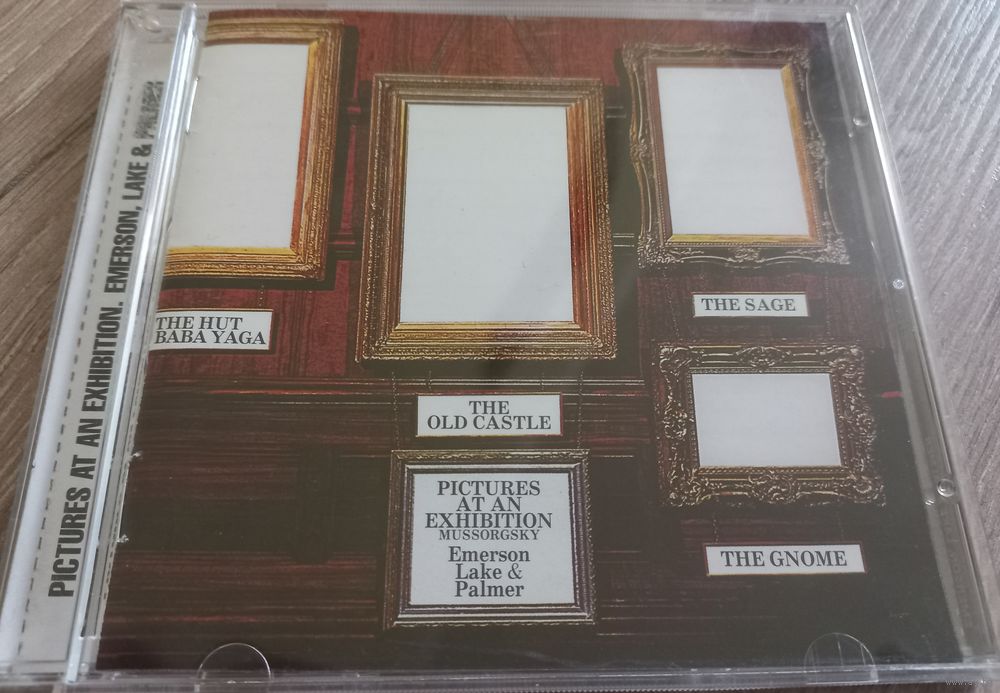 PICTURES AT AN EXHIBITION. EMERSON, LAKE & PALMER
THE HUT
BABA YAGA
THE
OLD CASTLE
THE SAGE
THE GNOME
PICTURES
AT AN
EXHIBITION
MUSSORGSKY
Emerson
Lake &
Palmer